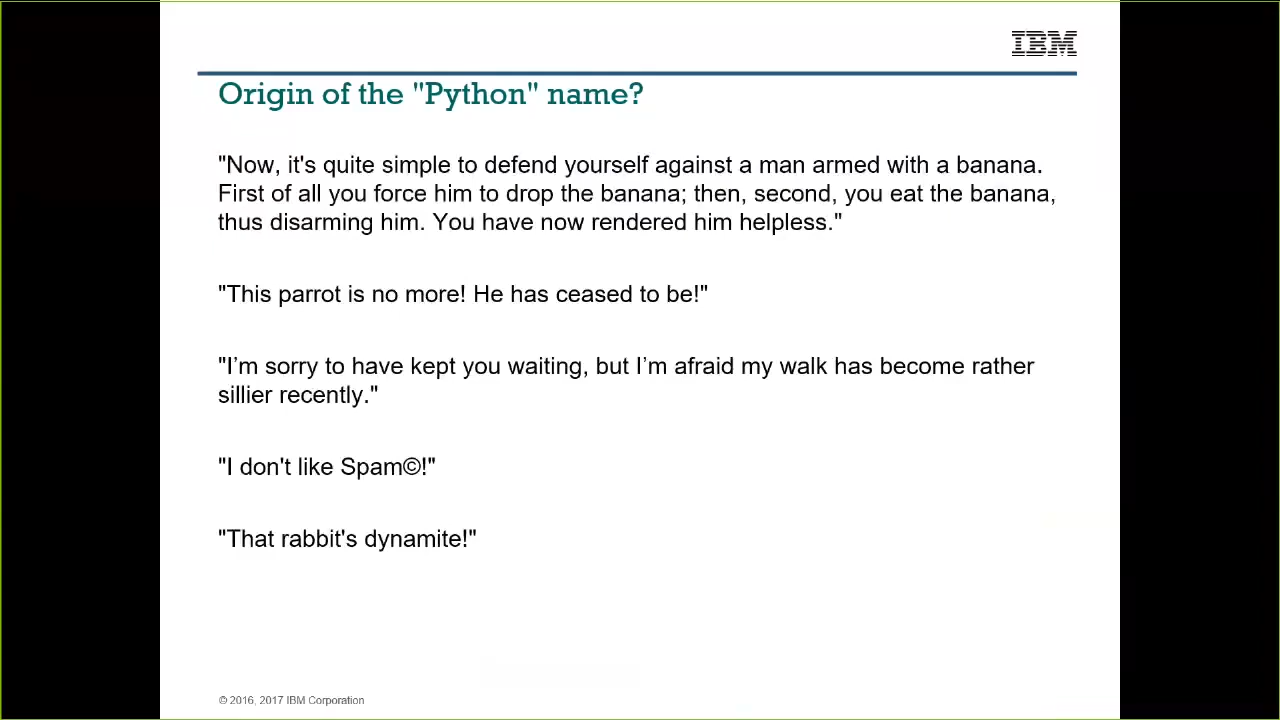 IBM
Origin of the "Python" name?
"Now, it's quite simple to defend yourself against a man armed with a banana.
First of all you force him to drop the banana; then, second, you eat the banana,
thus disarming him. You have now rendered him helpless."
"This parrot is no more! He has ceased to be!"
"I’m sorry to have kept you waiting, but I’m afraid my walk has become rather
sillier recently."
"I don't like Spam©!"
"That rabbit's dynamite!"
© 2016, 2017 IBM Corporation